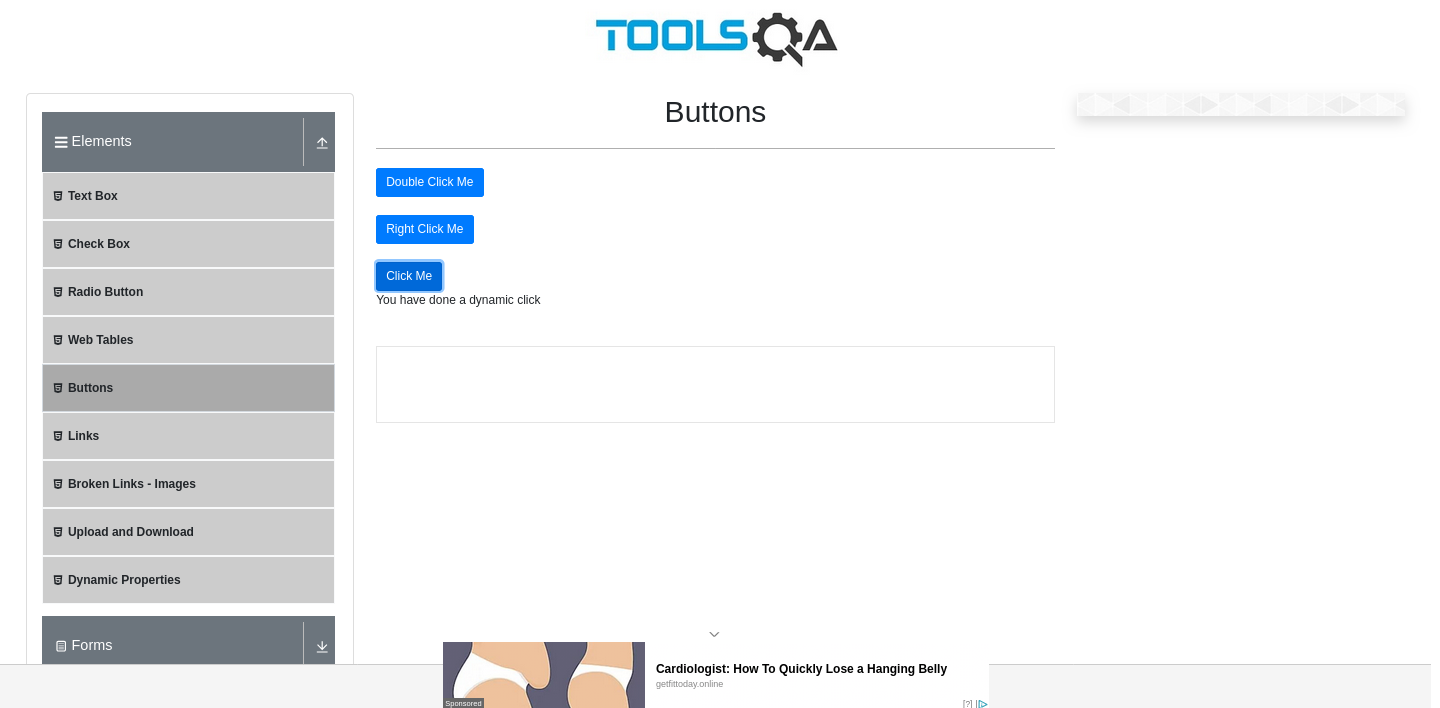 TOOLSQA
Elements
Text Box
Check Box
Radio Button
Web Tables
Buttons
Links
Broken Links - Images
Upload and Download
Dynamic Properties
Forms
Buttons
Double Click Me
Right Click Me
Click Me
You have done a dynamic click
Sponsored
Cardiologist: How To Quickly Lose a Hanging Belly
getfittoday.online
[?]